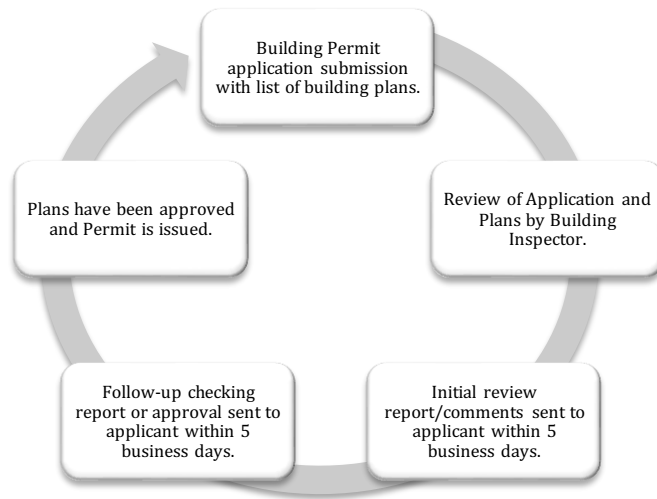 Building Permit
application submission
with list of building plans.
Review of Application and
Plans by Building
Inspector.
Initial review
report/comments sent to
applicant within 5
business days.
Follow-up checking
report or approval sent to
applicant within 5
business days.
Plans have been approved
and Permit is issued.